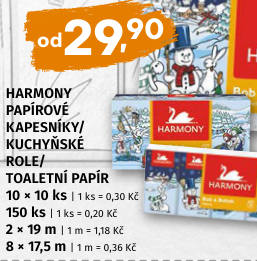 od 29,90
HARMONY
PAPÍROVÉ
KAPESNÍKY/
KUCHYŇSKÉ
ROLE/
TOALETNÍ PAPÍR
10 × 10 ks | 1 ks = 0,30 Kč
150 ks | 1 ks = 0,20 Kč
2 × 19 m | 1 m = 1,18 Kč
8 × 17,5 m | 1 m = 0,36 Kč
HARMONY
HARMONY
Bob a Bobek